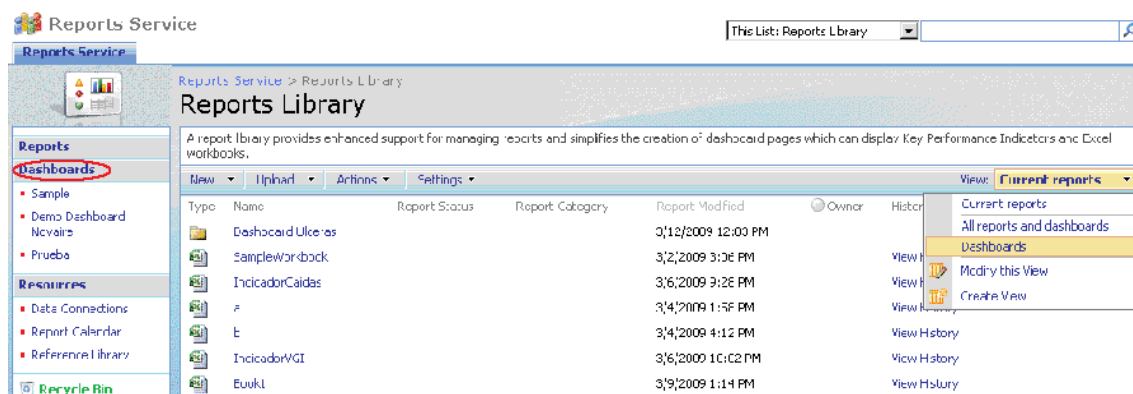 Reports Service
This List: Reports Library
Reports Service
Reports Service > Reports Library
Reports Library
A report library provides enhanced support for managing reports and simplifies the creation of dashboard pages which can display Key Performance Indicators and Excel
workbooks.
Reports
Dashboards
Sample
Demo Dashboard
Novaire
Prueba
Resources
Data Connections
Report Calendar
Reference Library
Recycle Bin
New Upload Actions Settings View: Current reports
Type Name Report Status Report Category Report Modified Owner Histor
Dashboard Ulceras 3/12/2009 12:03 PM
SampleWorkbook 3/2/2009 3:06 PM View H
IndicadorCaidas 3/6/2009 9:28 PM View H
a 3/4/2009 1:58 PM View
b 3/4/2009 4:12 PM View History
IndicadorVGI 3/6/2009 10:02 PM View History
Book1 3/9/2009 1:14 PM View History
Current reports
All reports and dashboards
Dashboards
Modify this View
Create View